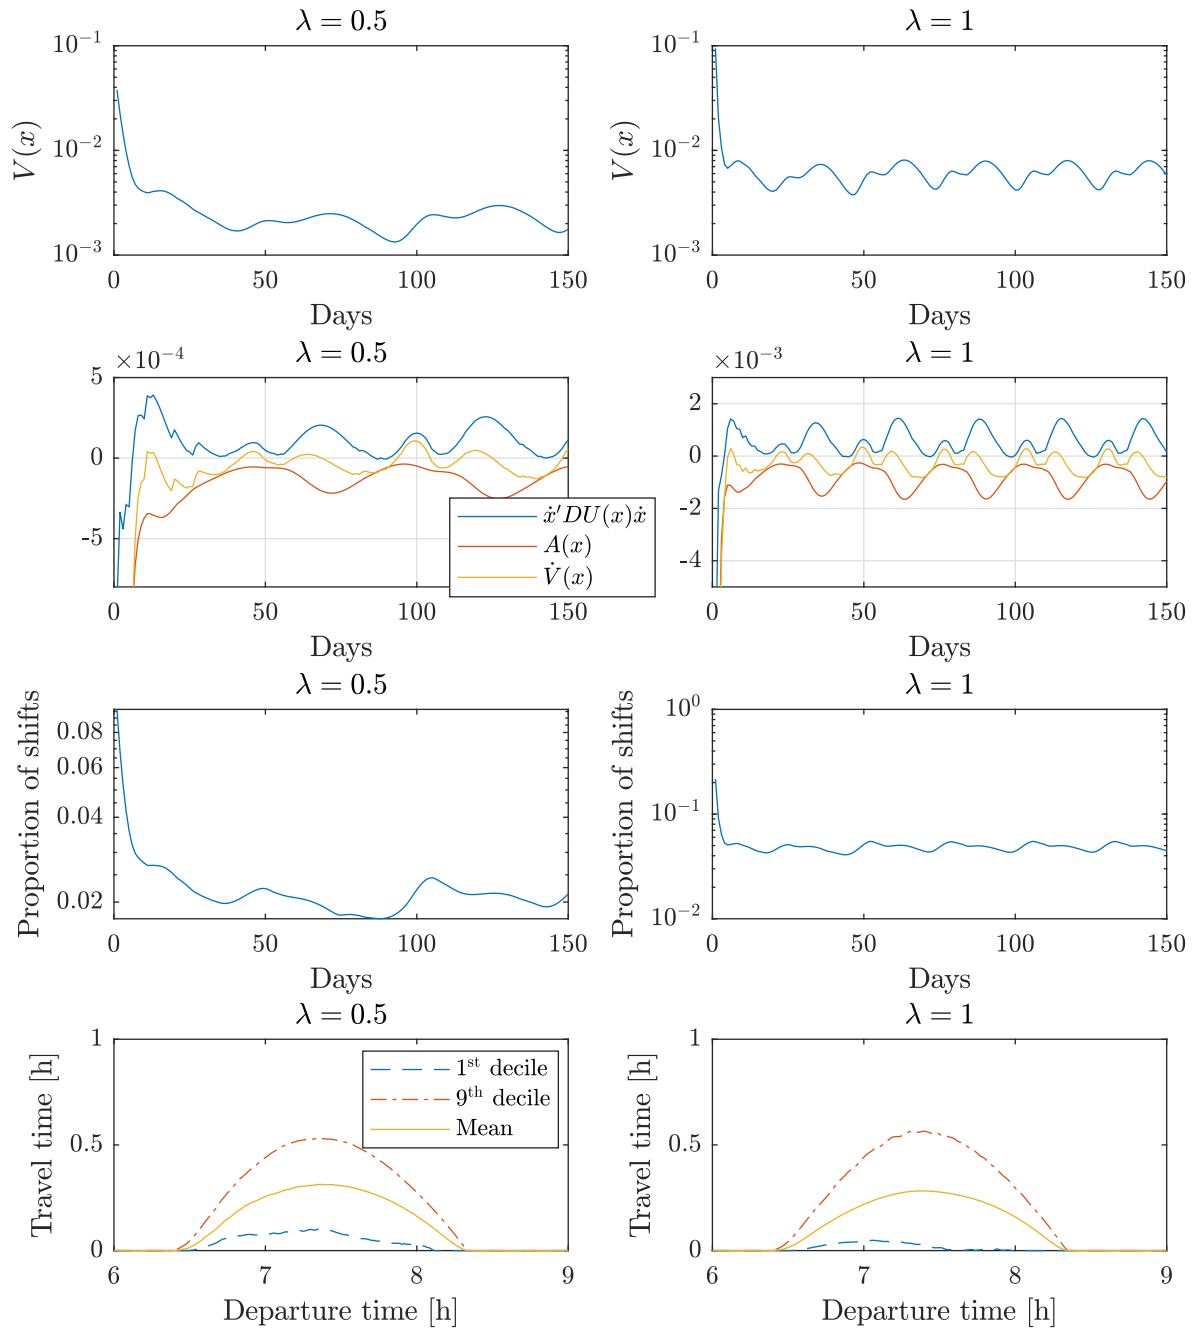 λ = 0.5
λ = 1
10⁻¹
10⁻²
10⁻³
V(x)
0 50 100 150
Days
10⁻¹
10⁻²
10⁻³
V(x)
0 50 100 150
Days
λ = 0.5
λ = 1
×10⁻⁴
5
0
-5
0 50 100 150
Days
ẋ′DU(x)ẋ
A(x)
V̇(x)
×10⁻³
2
0
-2
-4
0 50 100 150
Days
λ = 0.5
λ = 1
Proportion of shifts
0.08
0.06
0.04
0.02
0 50 100 150
Days
Proportion of shifts
10⁰
10⁻¹
10⁻²
0 50 100 150
Days
λ = 0.5
λ = 1
Travel time [h]
1
0.5
0
6 7 8 9
Departure time [h]
1ˢᵗ decile
9ᵗʰ decile
Mean
Travel time [h]
1
0.5
0
6 7 8 9
Departure time [h]